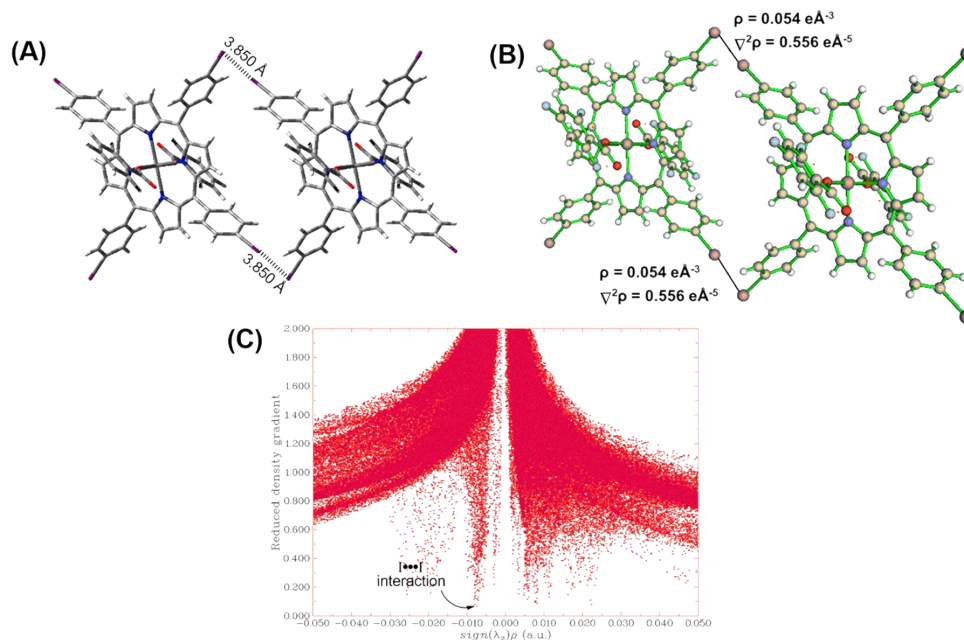 (A)
3.850 Å
3.850 Å
(B)
ρ = 0.054 eÅ⁻³
∇²ρ = 0.556 eÅ⁻⁵
ρ = 0.054 eÅ⁻³
∇²ρ = 0.556 eÅ⁻⁵
(C)
2.000
1.800
1.600
1.400
1.200
1.000
0.800
0.600
0.400
0.200
0.000
Reduced density gradient
I•••I
interaction
−0.050 −0.040 −0.030 −0.020 −0.010 0.000 0.010 0.020 0.030 0.040 0.050
sign(λ₂)ρ (a.u.)